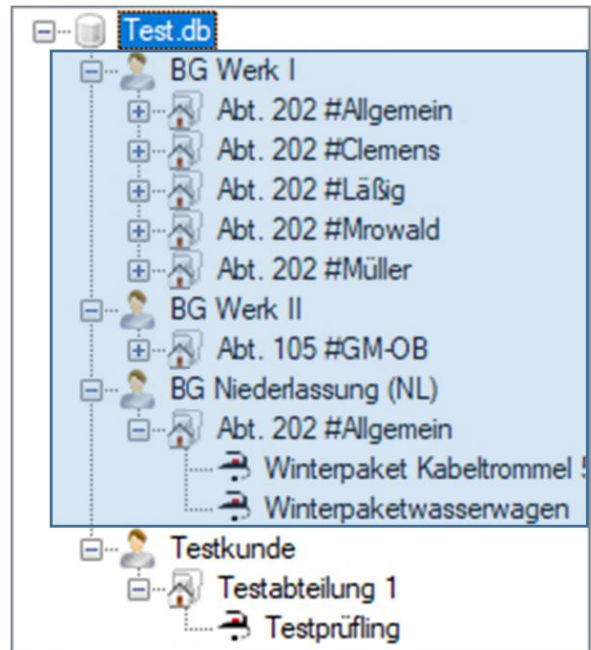 Test.db
BG Werk I
Abt. 202 #Allgemein
Abt. 202 #Clemens
Abt. 202 #Läßig
Abt. 202 #Mrowald
Abt. 202 #Müller
BG Werk II
Abt. 105 #GM-OB
BG Niederlassung (NL)
Abt. 202 #Allgemein
Winterpaket Kabeltrommel
Winterpaketwasserwagen
Testkunde
Testabteilung 1
Testprüfling